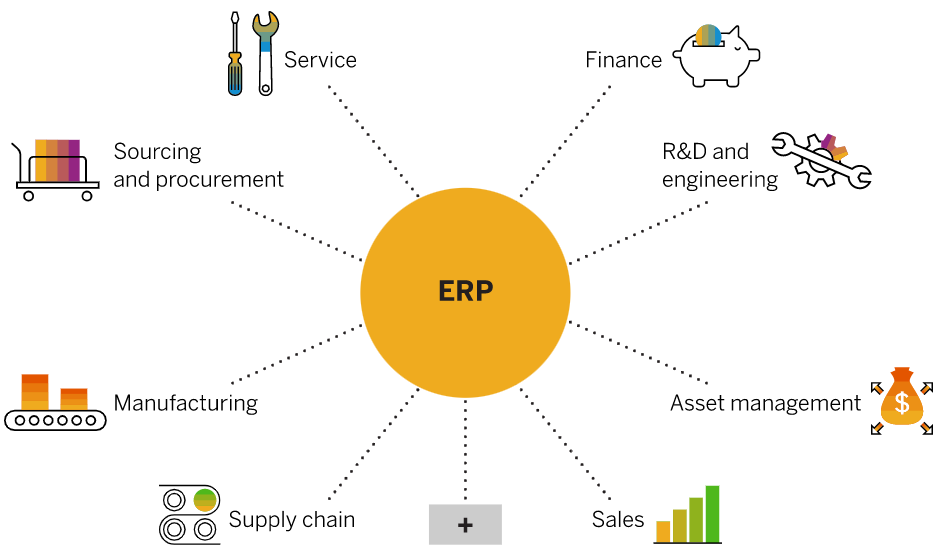 Service
Finance
Sourcing
and procurement
R&D and
engineering
ERP
Manufacturing
Asset management
$
Supply chain
+
Sales